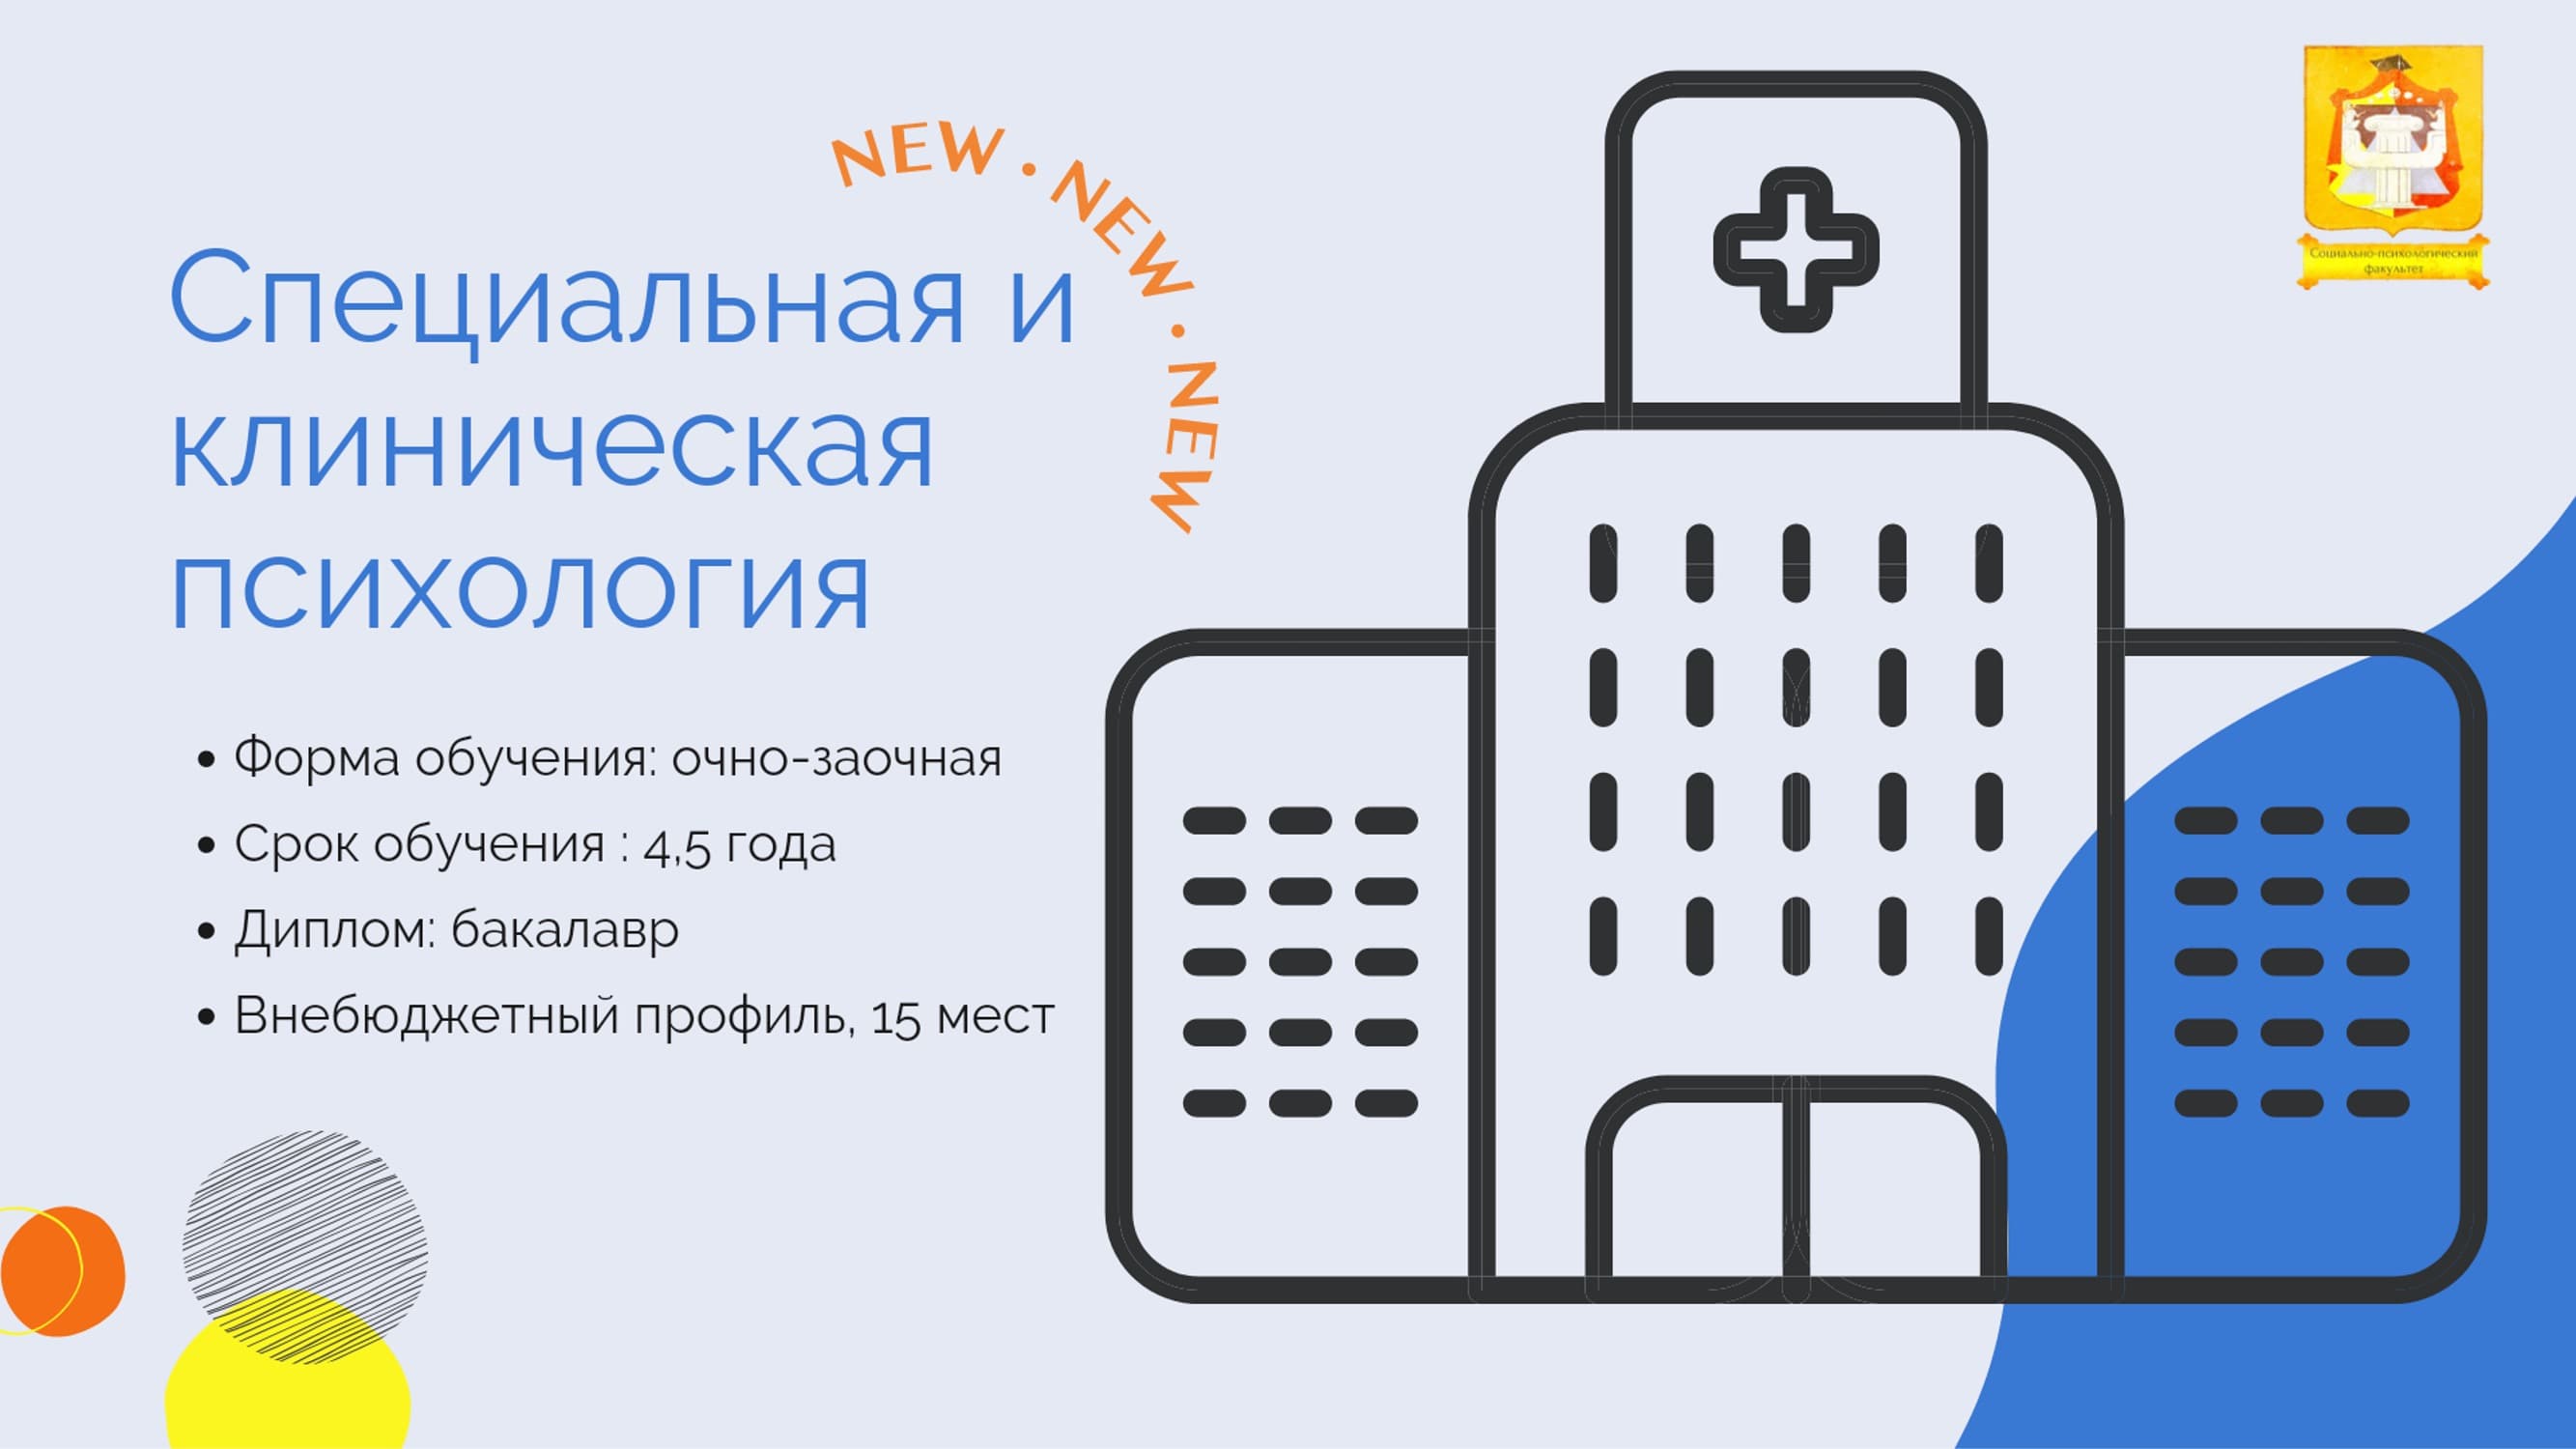 NEW • NEW • NEW
Специальная и
клиническая
психология
• Форма обучения: очно-заочная
• Срок обучения : 4,5 года
• Диплом: бакалавр
• Внебюджетный профиль, 15 мест
Социально-психологический
факультет